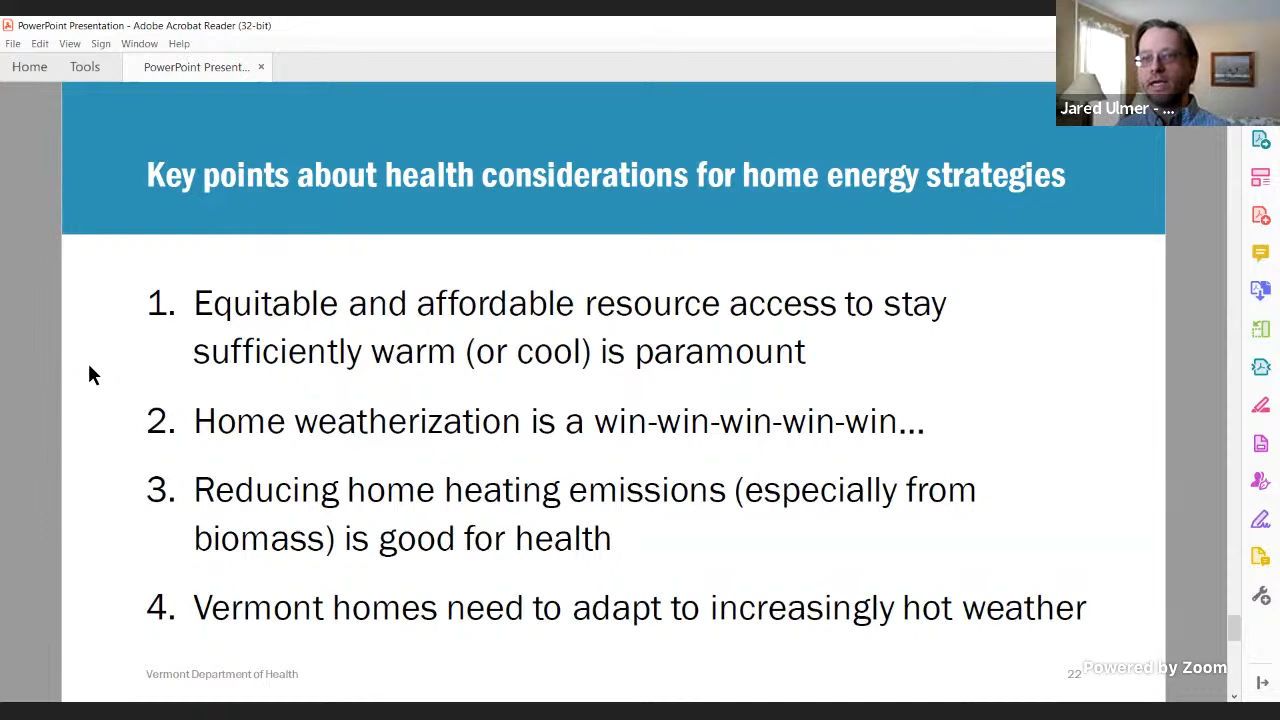 PowerPoint Presentation - Adobe Acrobat Reader (32-bit)
File Edit View Sign Window Help
Home Tools PowerPoint Present... ×
Jared Ulmer - ...
Key points about health considerations for home energy strategies
1. Equitable and affordable resource access to stay
sufficiently warm (or cool) is paramount
2. Home weatherization is a win-win-win-win-win...
3. Reducing home heating emissions (especially from
biomass) is good for health
4. Vermont homes need to adapt to increasingly hot weather
Vermont Department of Health
22
Powered by Zoom